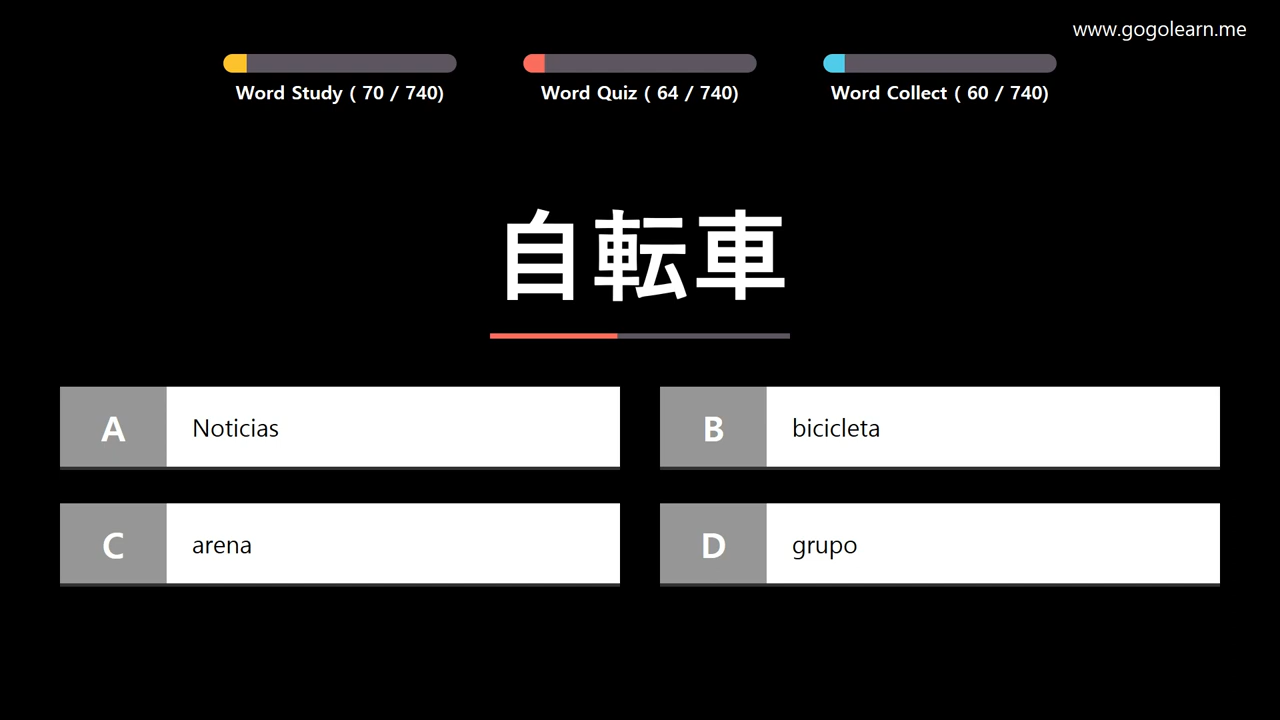 www.gogolearn.me
Word Study ( 70 / 740)
Word Quiz ( 64 / 740)
Word Collect ( 60 / 740)
自転車
A Noticias
B bicicleta
C arena
D grupo